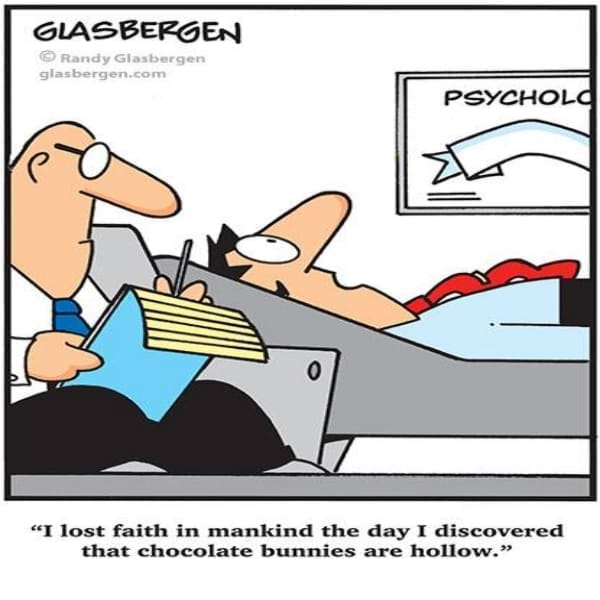 GLASBERGEN
© Randy Glasbergen
glasbergen.com
PSYCHOLO
“I lost faith in mankind the day I discovered
that chocolate bunnies are hollow.”